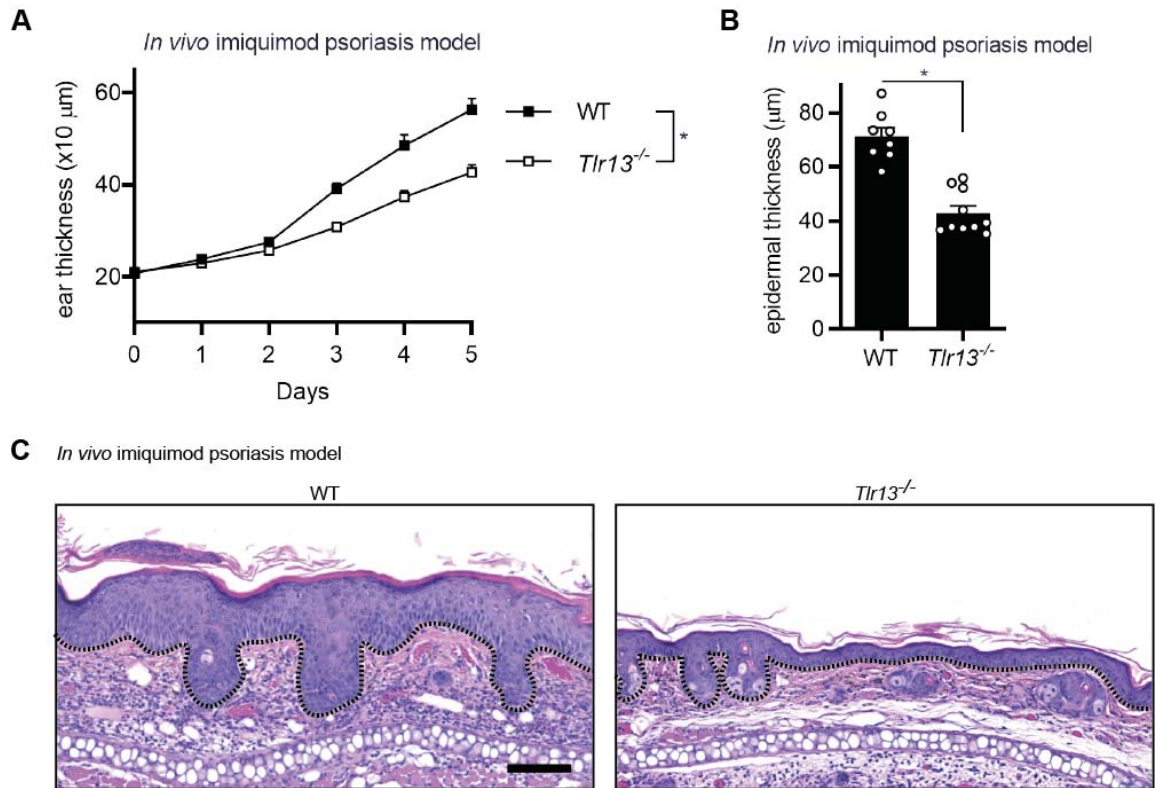 A
In vivo imiquimod psoriasis model
ear thickness (x10 μm)
60
40
20
0 1 2 3 4 5
Days
WT
*
Tlr13-/-
B
In vivo imiquimod psoriasis model
*
epidermal thickness (μm)
80
60
40
20
0
WT Tlr13-/-
C In vivo imiquimod psoriasis model
WT Tlr13-/-